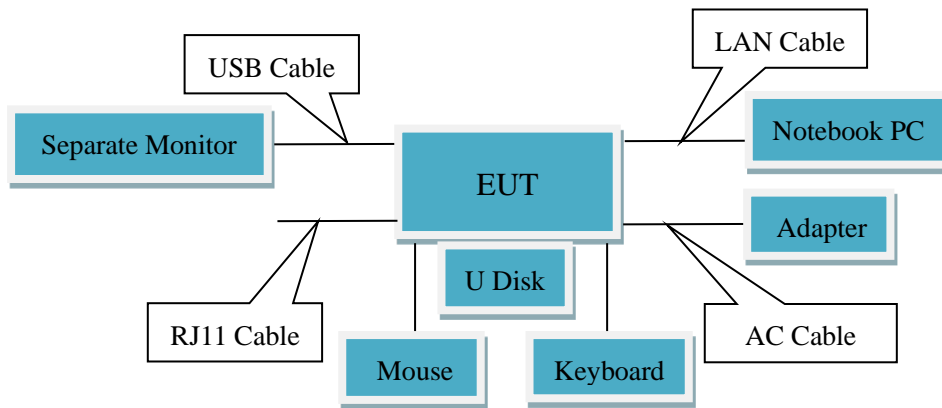 LAN Cable
USB Cable
Separate Monitor
Notebook PC
EUT
Adapter
U Disk
RJ11 Cable
AC Cable
Mouse
Keyboard